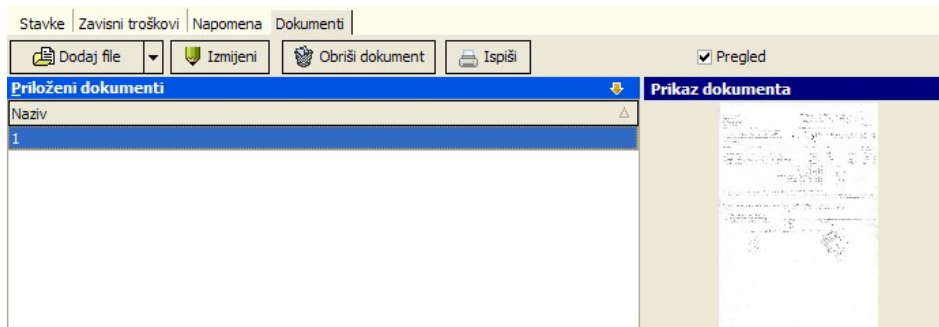 Stavke Zavisni troškovi Napomena Dokumenti
Dodaj file Izmijeni Obriši dokument Ispiši Pregled
Priloženi dokumenti Prikaz dokumenta
Naziv
1